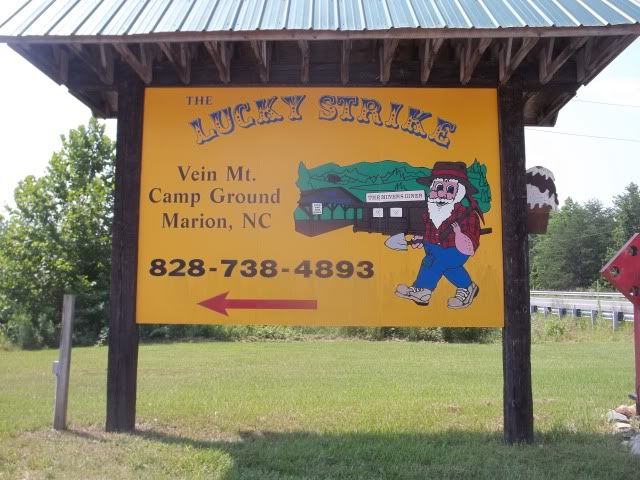 THE
LUCKY STRIKE
Vein Mt.
Camp Ground
Marion, NC
THE MINERS DINER
828-738-4893